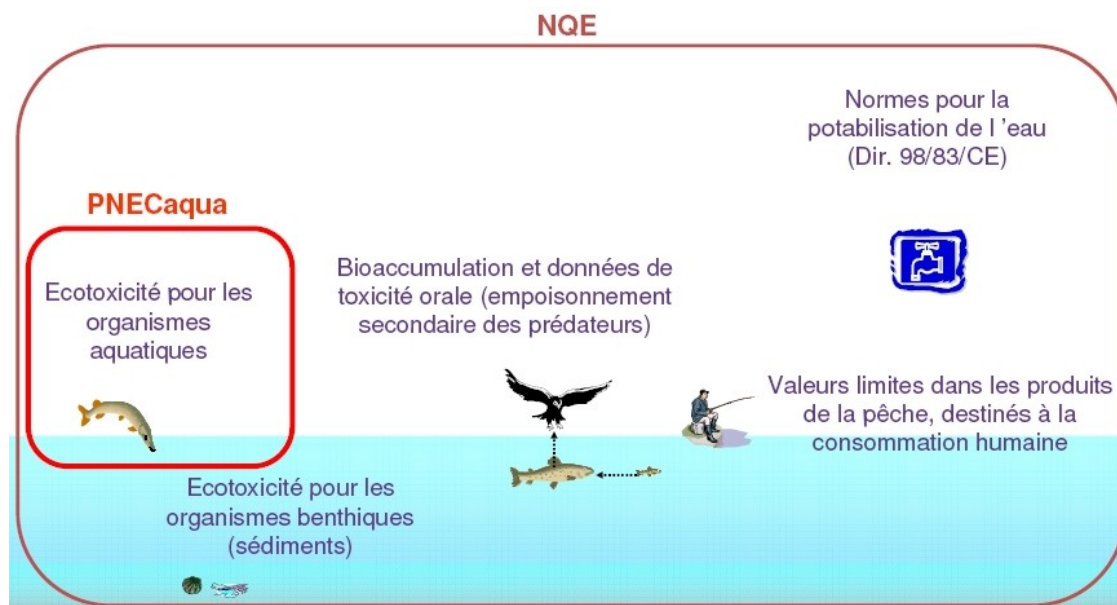 NQE
Normes pour la
potabilisation de l ’eau
(Dir. 98/83/CE)
PNECaqua
Ecotoxicité pour les
organismes
aquatiques
Bioaccumulation et données de
toxicité orale (empoisonnement
secondaire des prédateurs)
Valeurs limites dans les produits
de la pêche, destinés à la
consommation humaine
Ecotoxicité pour les
organismes benthiques
(sédiments)